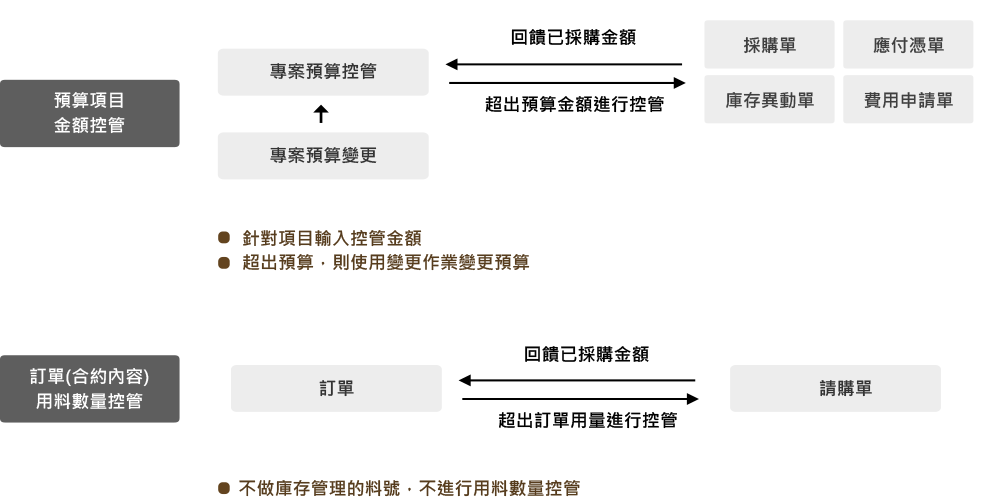 預算項目
金額控管
專案預算控管
專案預算變更
回饋已採購金額
超出預算金額進行控管
採購單
應付憑單
庫存異動單
費用申請單
針對項目輸入控管金額
超出預算，則使用變更作業變更預算
訂單(合約內容)
用料數量控管
訂單
回饋已採購金額
超出訂單用量進行控管
請購單
不做庫存管理的料號，不進行用料數量控管